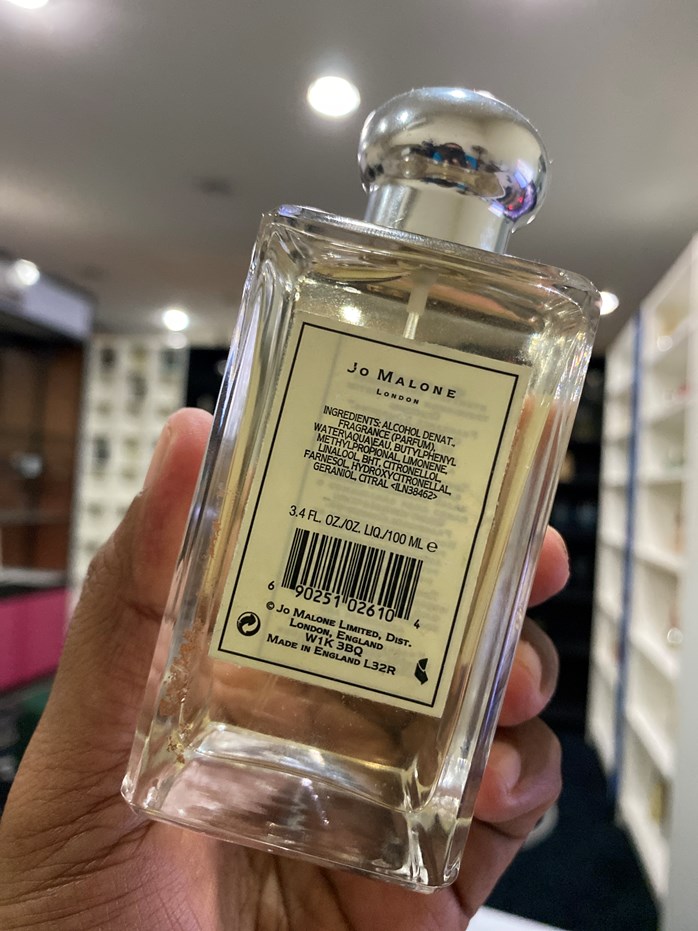 JO MALONE
LONDON
INGREDIENTS: ALCOHOL DENAT.,
FRAGRANCE (PARFUM),
WATER\AQUA\EAU, BUTYLPHENYL
METHYLPROPIONAL, LIMONENE,
LINALOOL, BHT, CITRONELLOL,
FARNESOL, HYDROXYCITRONELLAL,
GERANIOL, CITRAL <ILN38462>
3.4 FL. OZ./OZ. LIQ./100 ML ℮
6 90251 02610 4
© JO MALONE LIMITED, DIST.
LONDON, ENGLAND
W1K 3BQ
MADE IN ENGLAND L32R